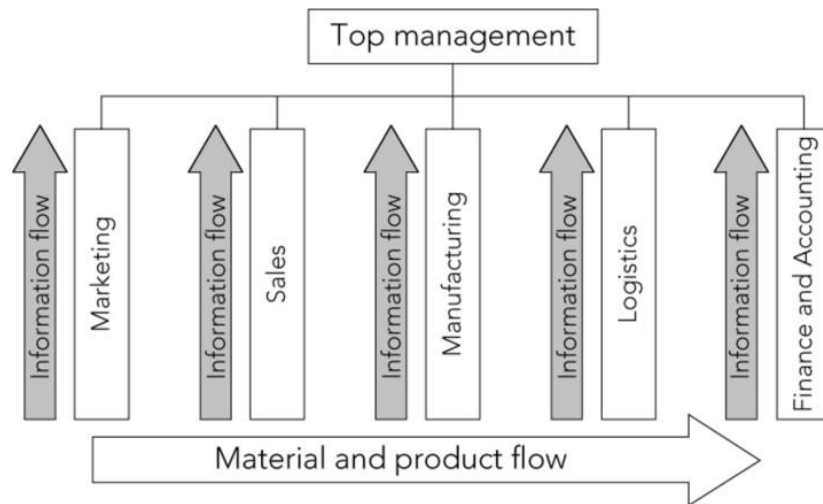 Top management
Information flow
Marketing
Information flow
Sales
Information flow
Manufacturing
Information flow
Logistics
Information flow
Finance and Accounting
Material and product flow